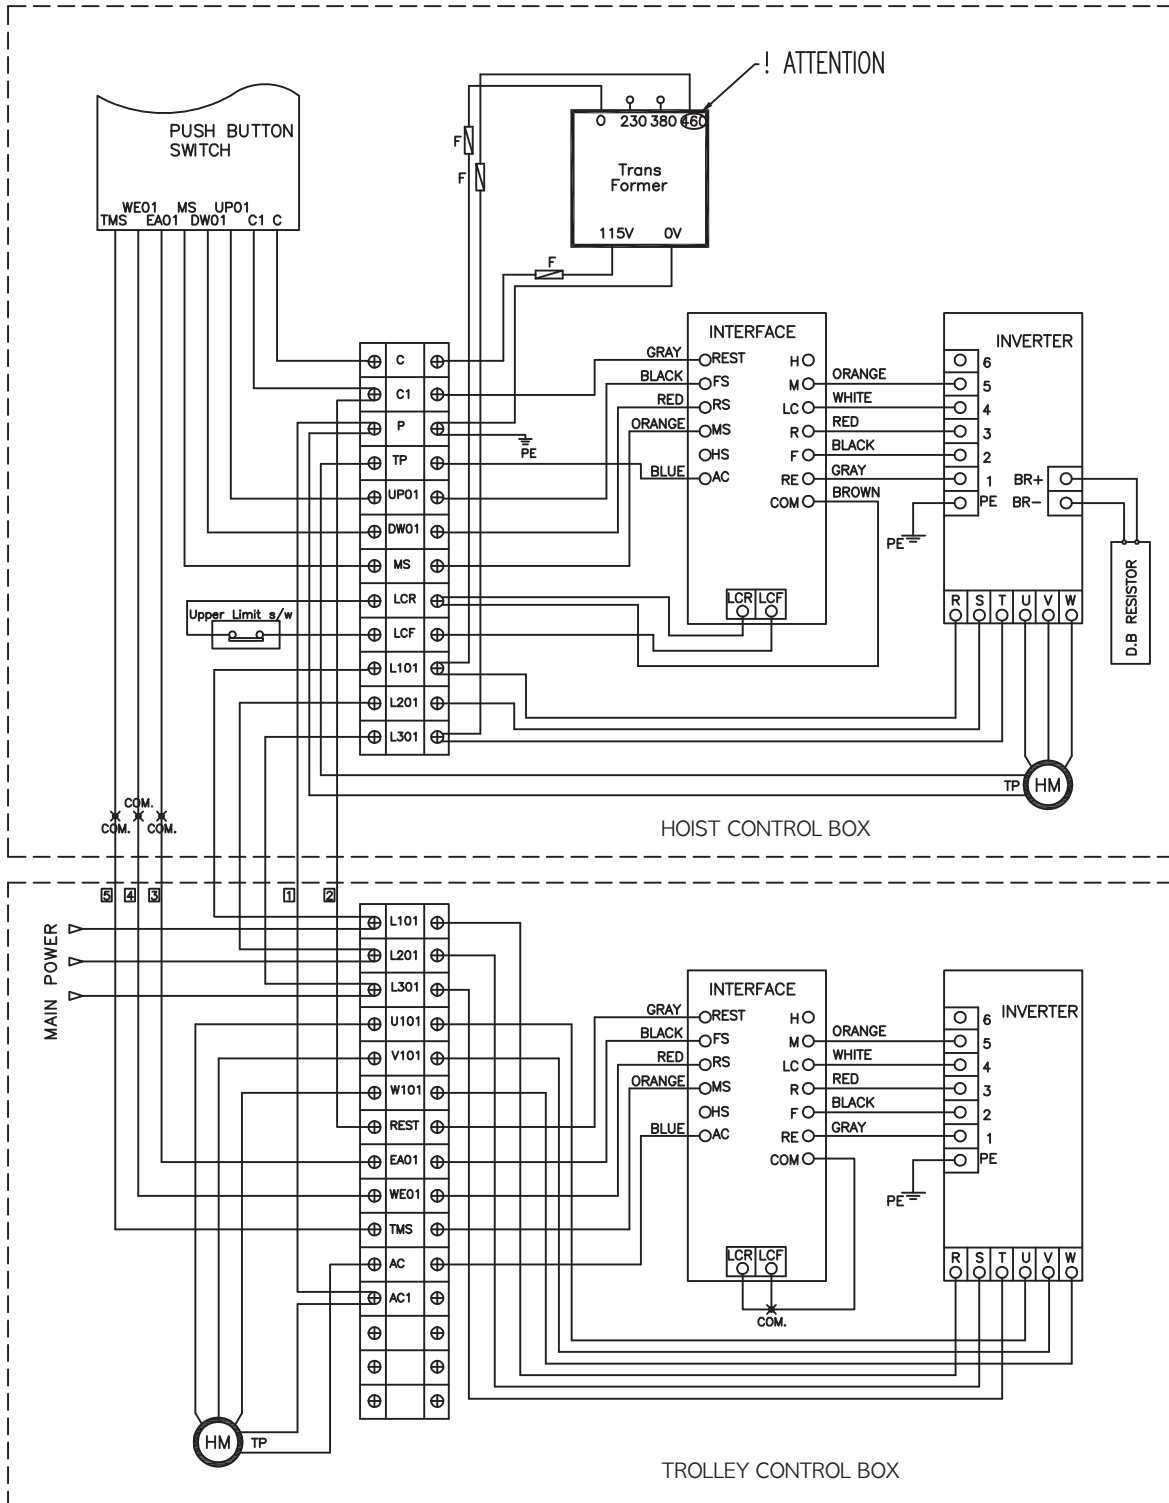 ! ATTENTION
PUSH BUTTON
SWITCH
WE01 MS UP01
TMS EA01 DW01 C1 C
O 230 380 460
Trans
Former
115V 0V
F
F
F
C
C1
P
TP
UP01
DW01
MS
LCR
LCF
L101
L201
L301
PE
Upper Limit s/w
INTERFACE
GRAY REST
BLACK FS
RED RS
ORANGE MS
HS
BLUE AC
H
M ORANGE
LC WHITE
R RED
F BLACK
RE GRAY
COM BROWN
LCR LCF
INVERTER
6
5
4
3
2
1
PE
PE
BR+
BR-
D.B RESISTOR
R S T U V W
TP HM
COM.
COM. COM.
HOIST CONTROL BOX
5 4 3 1 2
MAIN POWER
L101
L201
L301
U101
V101
W101
REST
EA01
WE01
TMS
AC
AC1
INTERFACE
GRAY REST
BLACK FS
RED RS
ORANGE MS
HS
BLUE AC
H
M ORANGE
LC WHITE
R RED
F BLACK
RE GRAY
COM
LCR LCF
COM.
INVERTER
6
5
4
3
2
1
PE
PE
R S T U V W
HM TP
TROLLEY CONTROL BOX